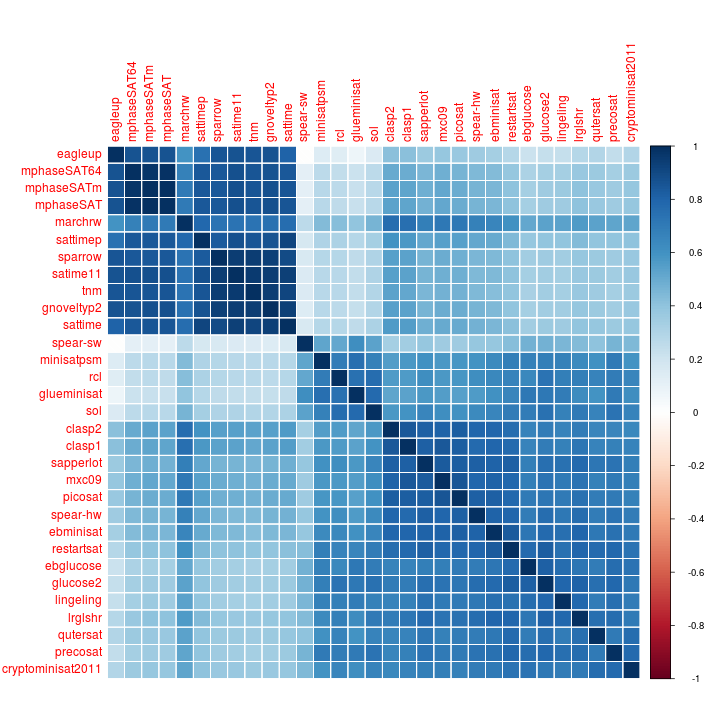 eagleup
mphaseSAT64
mphaseSATm
mphaseSAT
marchrw
sattimep
sparrow
satime11
tnm
gnoveltyp2
sattime
spear-sw
minisatpsm
rcl
glueminisat
sol
clasp2
clasp1
sapperlot
mxc09
picosat
spear-hw
ebminisat
restartsat
ebglucose
glucose2
lingeling
lrglshr
qutersat
precosat
cryptominisat2011
eagleup
mphaseSAT64
mphaseSATm
mphaseSAT
marchrw
sattimep
sparrow
satime11
tnm
gnoveltyp2
sattime
spear-sw
minisatpsm
rcl
glueminisat
sol
clasp2
clasp1
sapperlot
mxc09
picosat
spear-hw
ebminisat
restartsat
ebglucose
glucose2
lingeling
lrglshr
qutersat
precosat
cryptominisat2011
1
0.8
0.6
0.4
0.2
0
-0.2
-0.4
-0.6
-0.8
-1